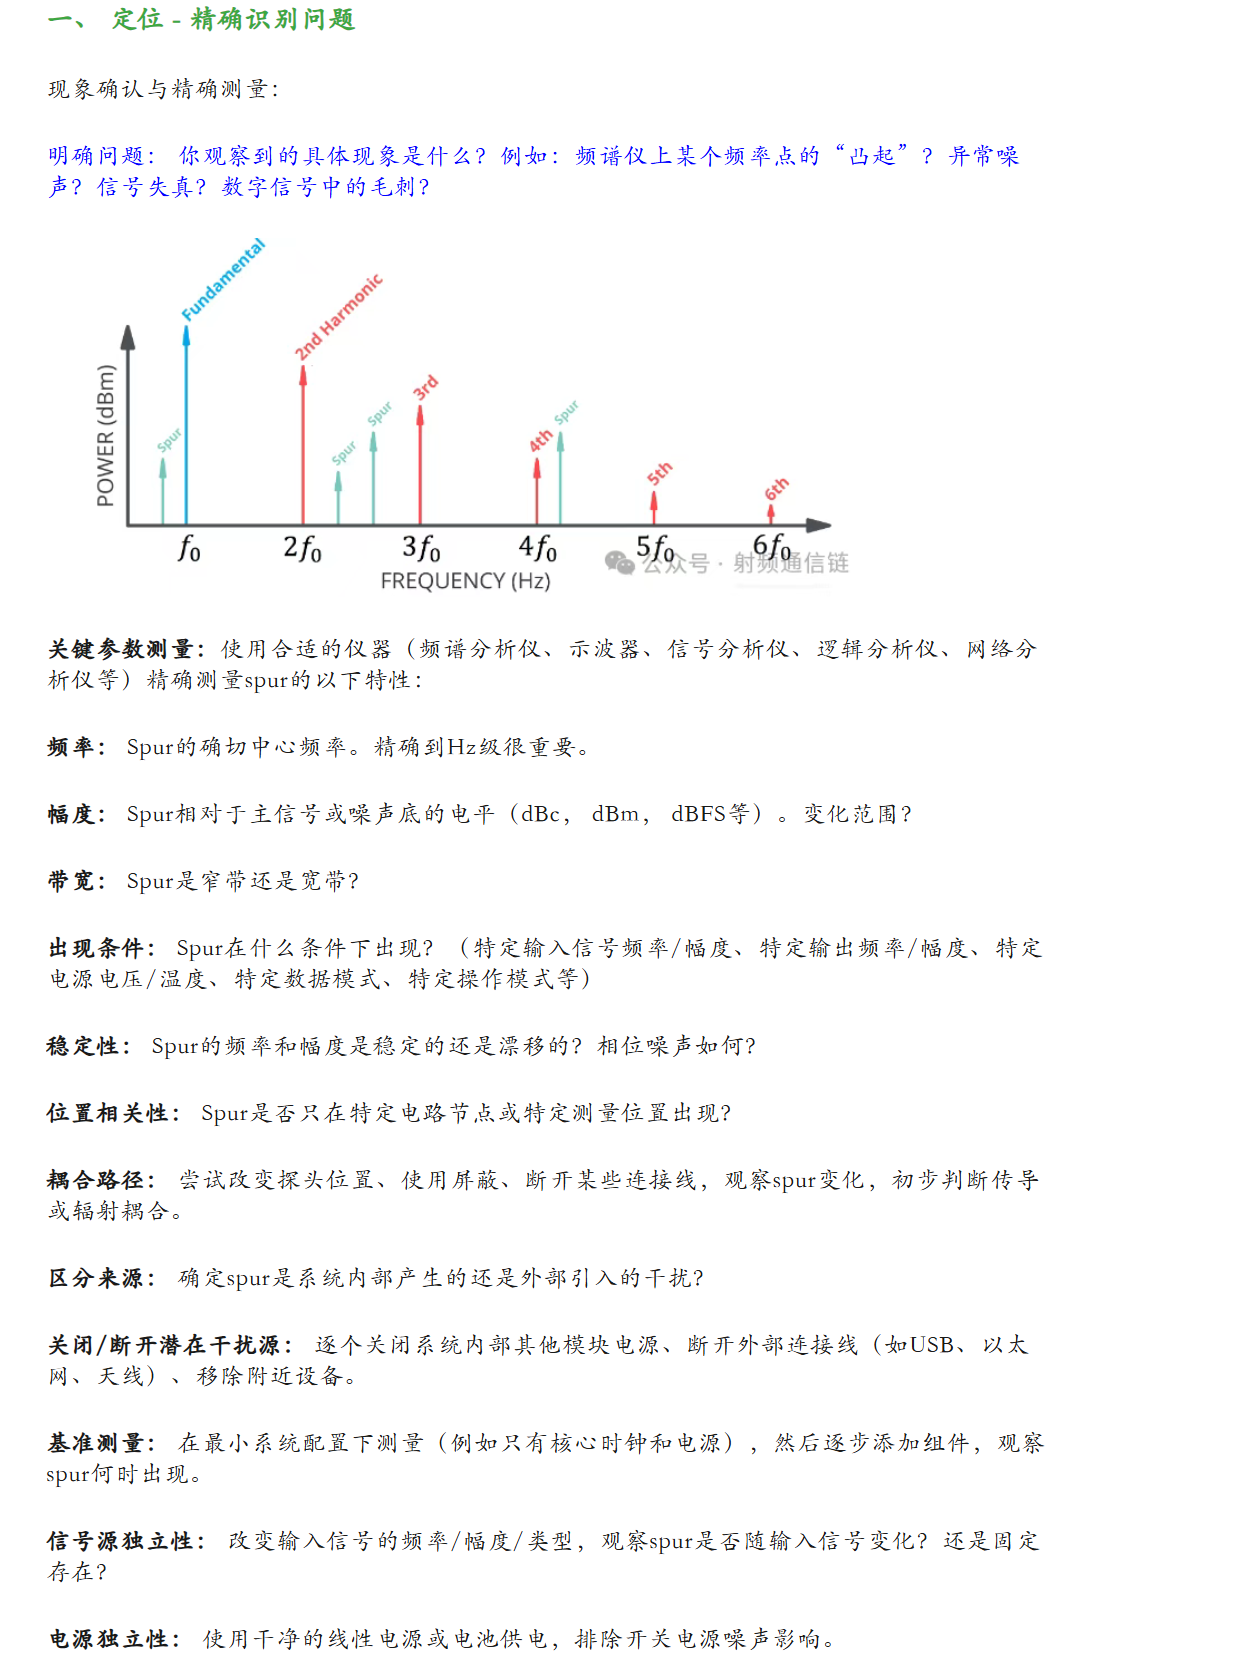 一、 定位 - 精确识别问题
现象确认与精确测量：
明确问题： 你观察到的具体现象是什么？例如：频谱仪上某个频率点的“凸起”？异常噪
声？信号失真？数字信号中的毛刺？
Fundamental
2nd Harmonic
3rd
Spur
Spur
Spur
4th
Spur
5th
6th
POWER (dBm)
f0
2f0
3f0
4f0
5f0
6f0
公众号 · 射频通信链
FREQUENCY (Hz)
关键参数测量：使用合适的仪器（频谱分析仪、示波器、信号分析仪、逻辑分析仪、网络分
析仪等）精确测量spur的以下特性：
频率： Spur的确切中心频率。精确到Hz级很重要。
幅度： Spur相对于主信号或噪声底的电平（dBc， dBm， dBFS等）。变化范围？
带宽： Spur是窄带还是宽带？
出现条件： Spur在什么条件下出现？（特定输入信号频率/幅度、特定输出频率/幅度、特定
电源电压/温度、特定数据模式、特定操作模式等）
稳定性： Spur的频率和幅度是稳定的还是漂移的？相位噪声如何？
位置相关性： Spur是否只在特定电路节点或特定测量位置出现？
耦合路径： 尝试改变探头位置、使用屏蔽、断开某些连接线，观察spur变化，初步判断传导
或辐射耦合。
区分来源： 确定spur是系统内部产生的还是外部引入的干扰？
关闭/断开潜在干扰源： 逐个关闭系统内部其他模块电源、断开外部连接线（如USB、以太
网、天线）、移除附近设备。
基准测量： 在最小系统配置下测量（例如只有核心时钟和电源），然后逐步添加组件，观察
spur何时出现。
信号源独立性： 改变输入信号的频率/幅度/类型，观察spur是否随输入信号变化？还是固定
存在？
电源独立性： 使用干净的线性电源或电池供电，排除开关电源噪声影响。